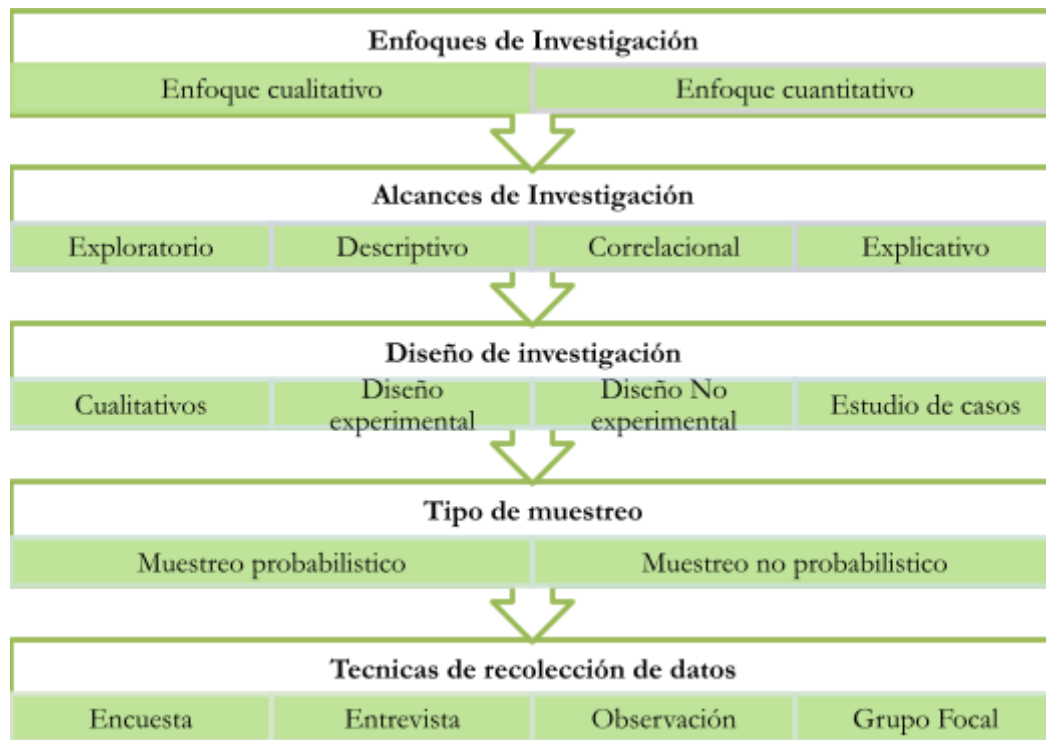 Enfoques de Investigación
Enfoque cualitativo
Enfoque cuantitativo
Alcances de Investigación
Exploratorio
Descriptivo
Correlacional
Explicativo
Diseño de investigación
Cualitativos
Diseño
experimental
Diseño No
experimental
Estudio de casos
Tipo de muestreo
Muestreo probabilistico
Muestreo no probabilistico
Tecnicas de recolección de datos
Encuesta
Entrevista
Observación
Grupo Focal